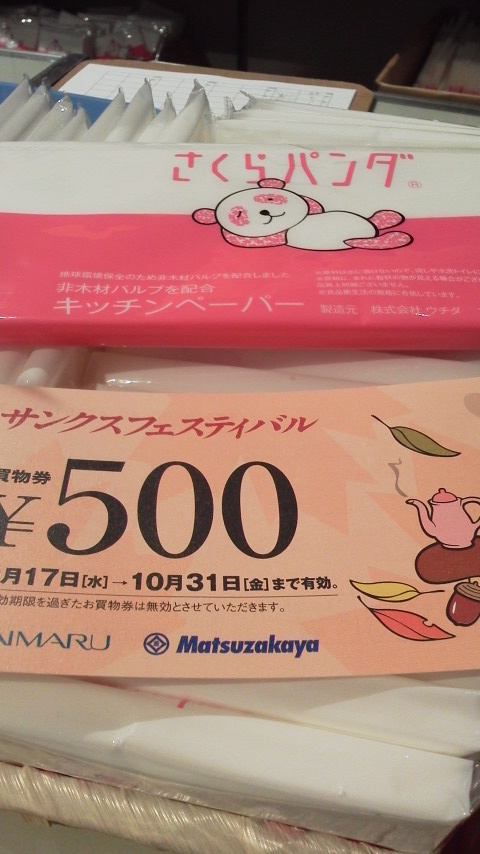 さくらパンダ®
地球環境保全のため非木材パルプを配合しました
非木材パルプを配合
キッチンペーパー
製造元 株式会社 ウチダ
サンクスフェスティバル
買物券
¥500
月17日[水]→10月31日[金]まで有効。
効期限を過ぎたお買物券は無効とさせていただきます。
AIMARU
Matsuzakaya